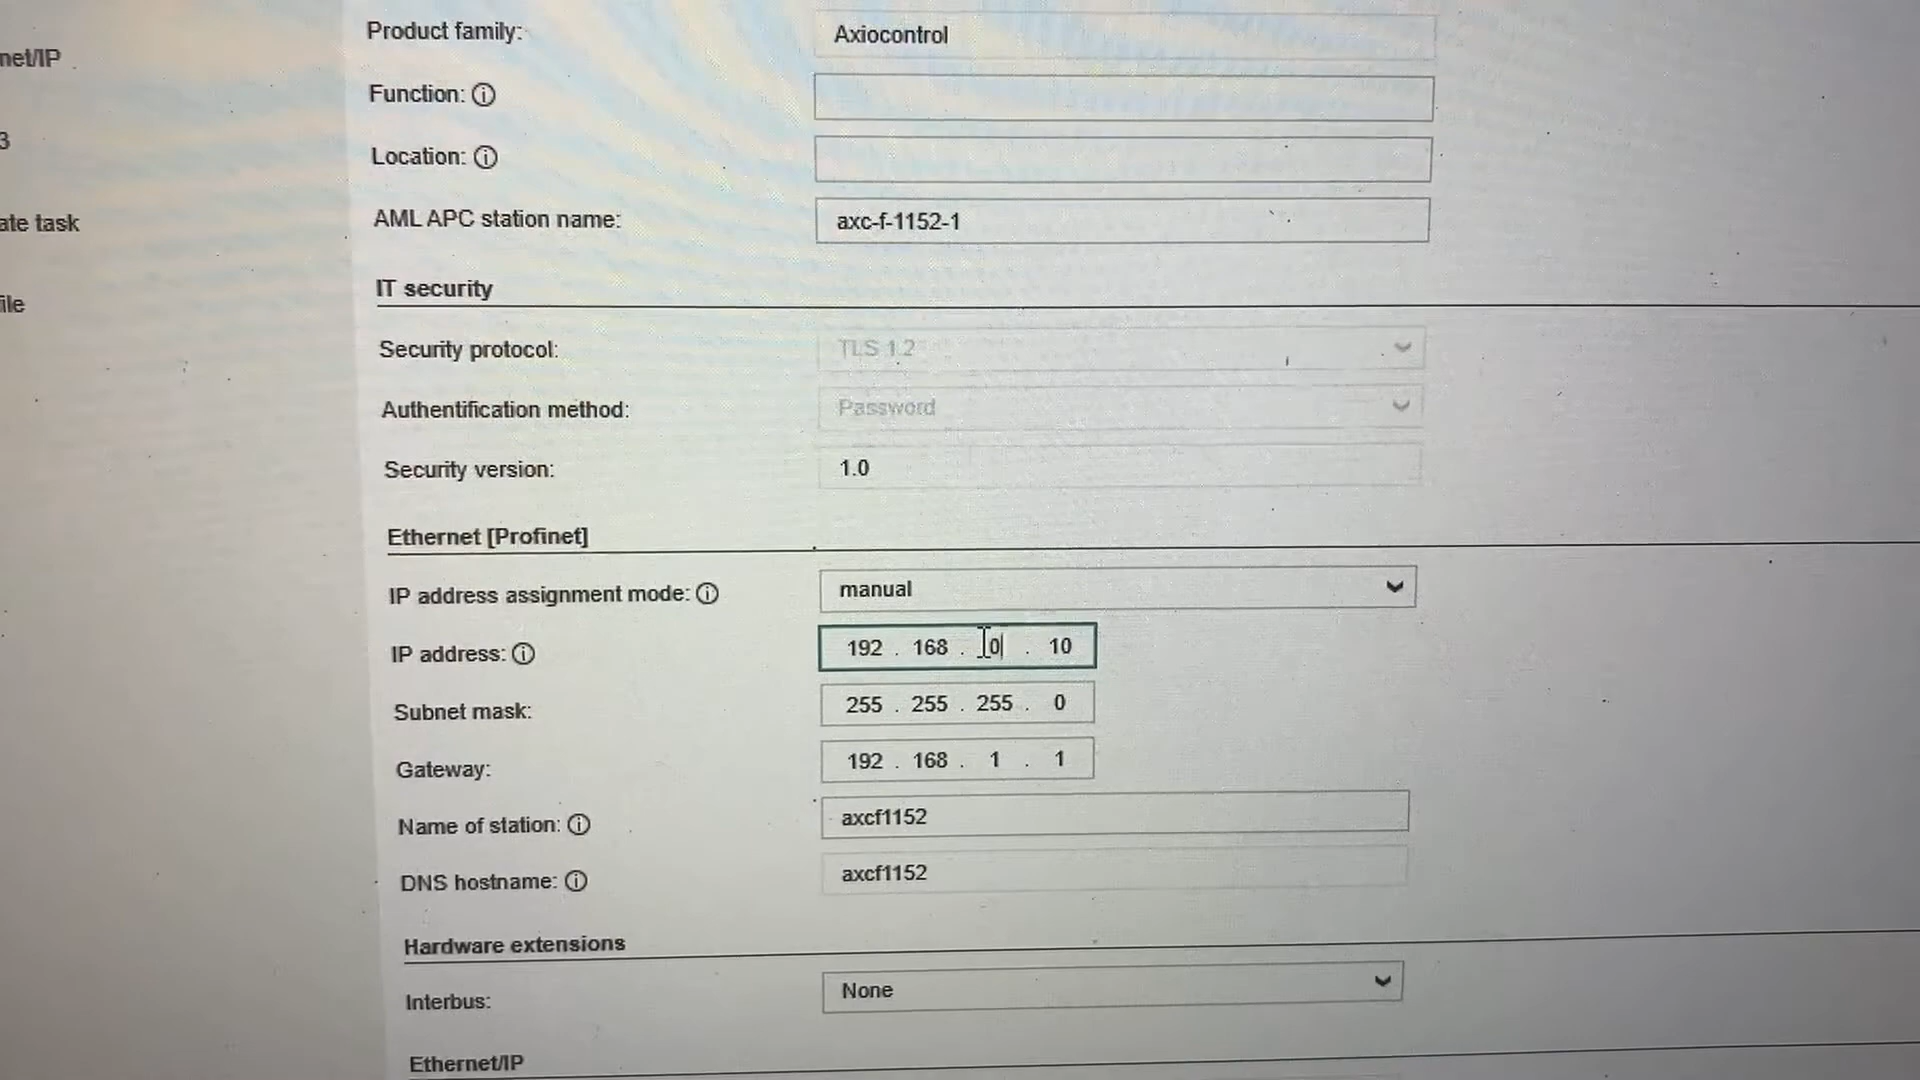 Product family: Axiocontrol
net/IP
Function:
3
Location:
AML APC station name: axc-f-1152-1
ate task
IT security
ile
Security protocol: TLS 1.2
Authentification method: Password
Security version: 1.0
Ethernet [Profinet]
IP address assignment mode: manual
IP address: 192 . 168 . 0 . 10
Subnet mask: 255 . 255 . 255 . 0
Gateway: 192 . 168 . 1 . 1
Name of station: axcf1152
DNS hostname: axcf1152
Hardware extensions
Interbus: None
Ethernet/IP